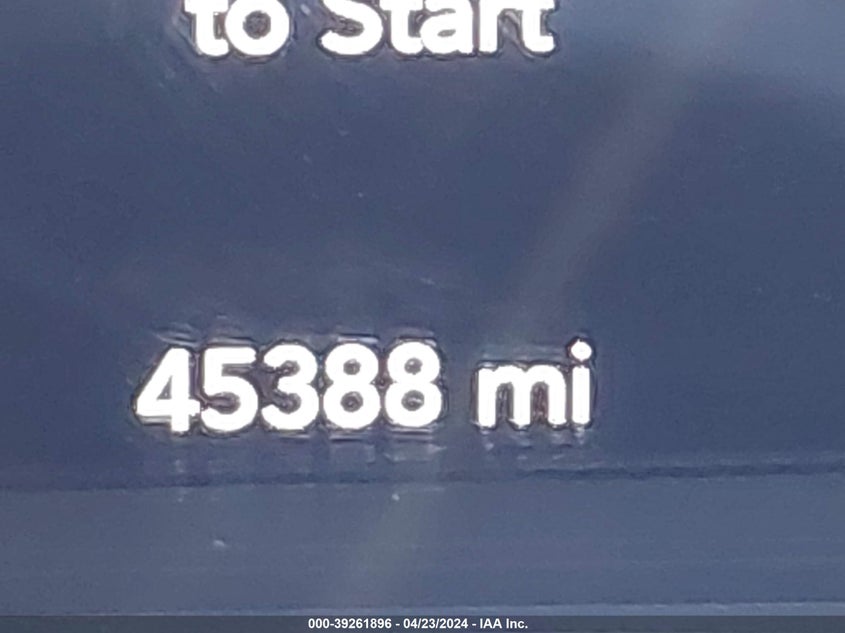 to Start
45388 mi
000-39261896 - 04/23/2024 - IAA Inc.